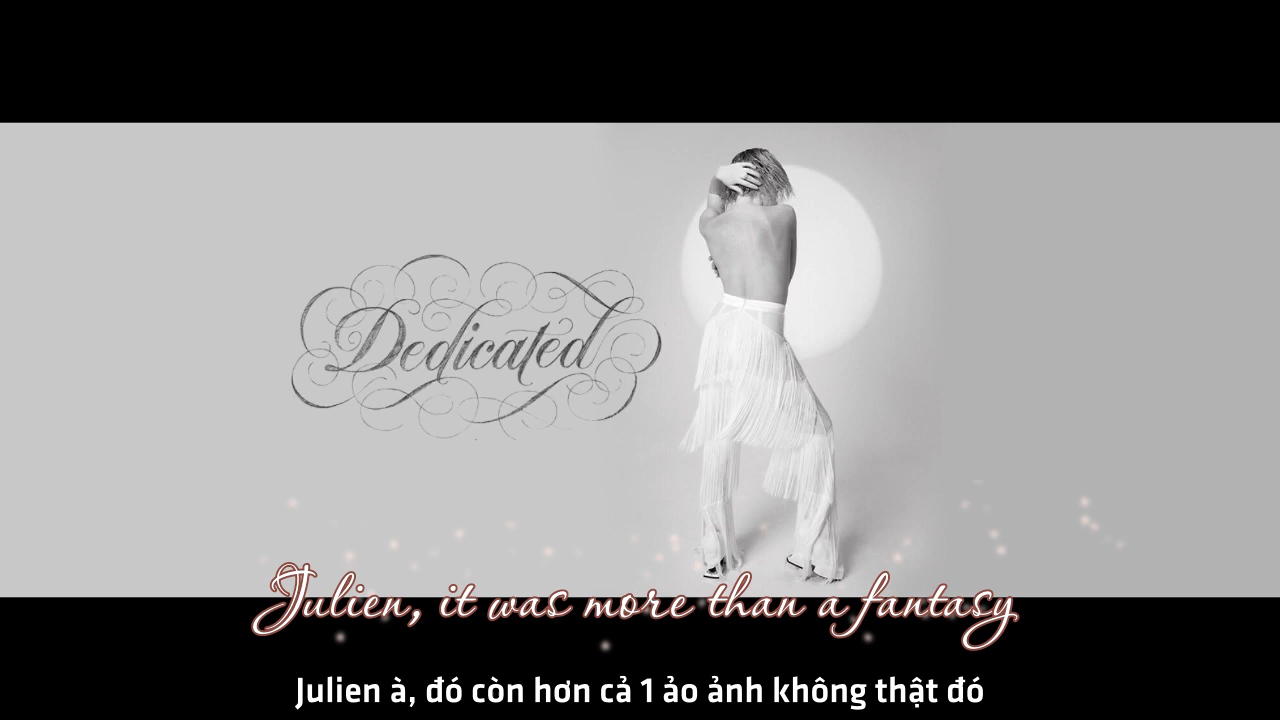 Dedicated
Julien, it was more than a fantasy
Julien à, đó còn hơn cả 1 ảo ảnh không thật đó